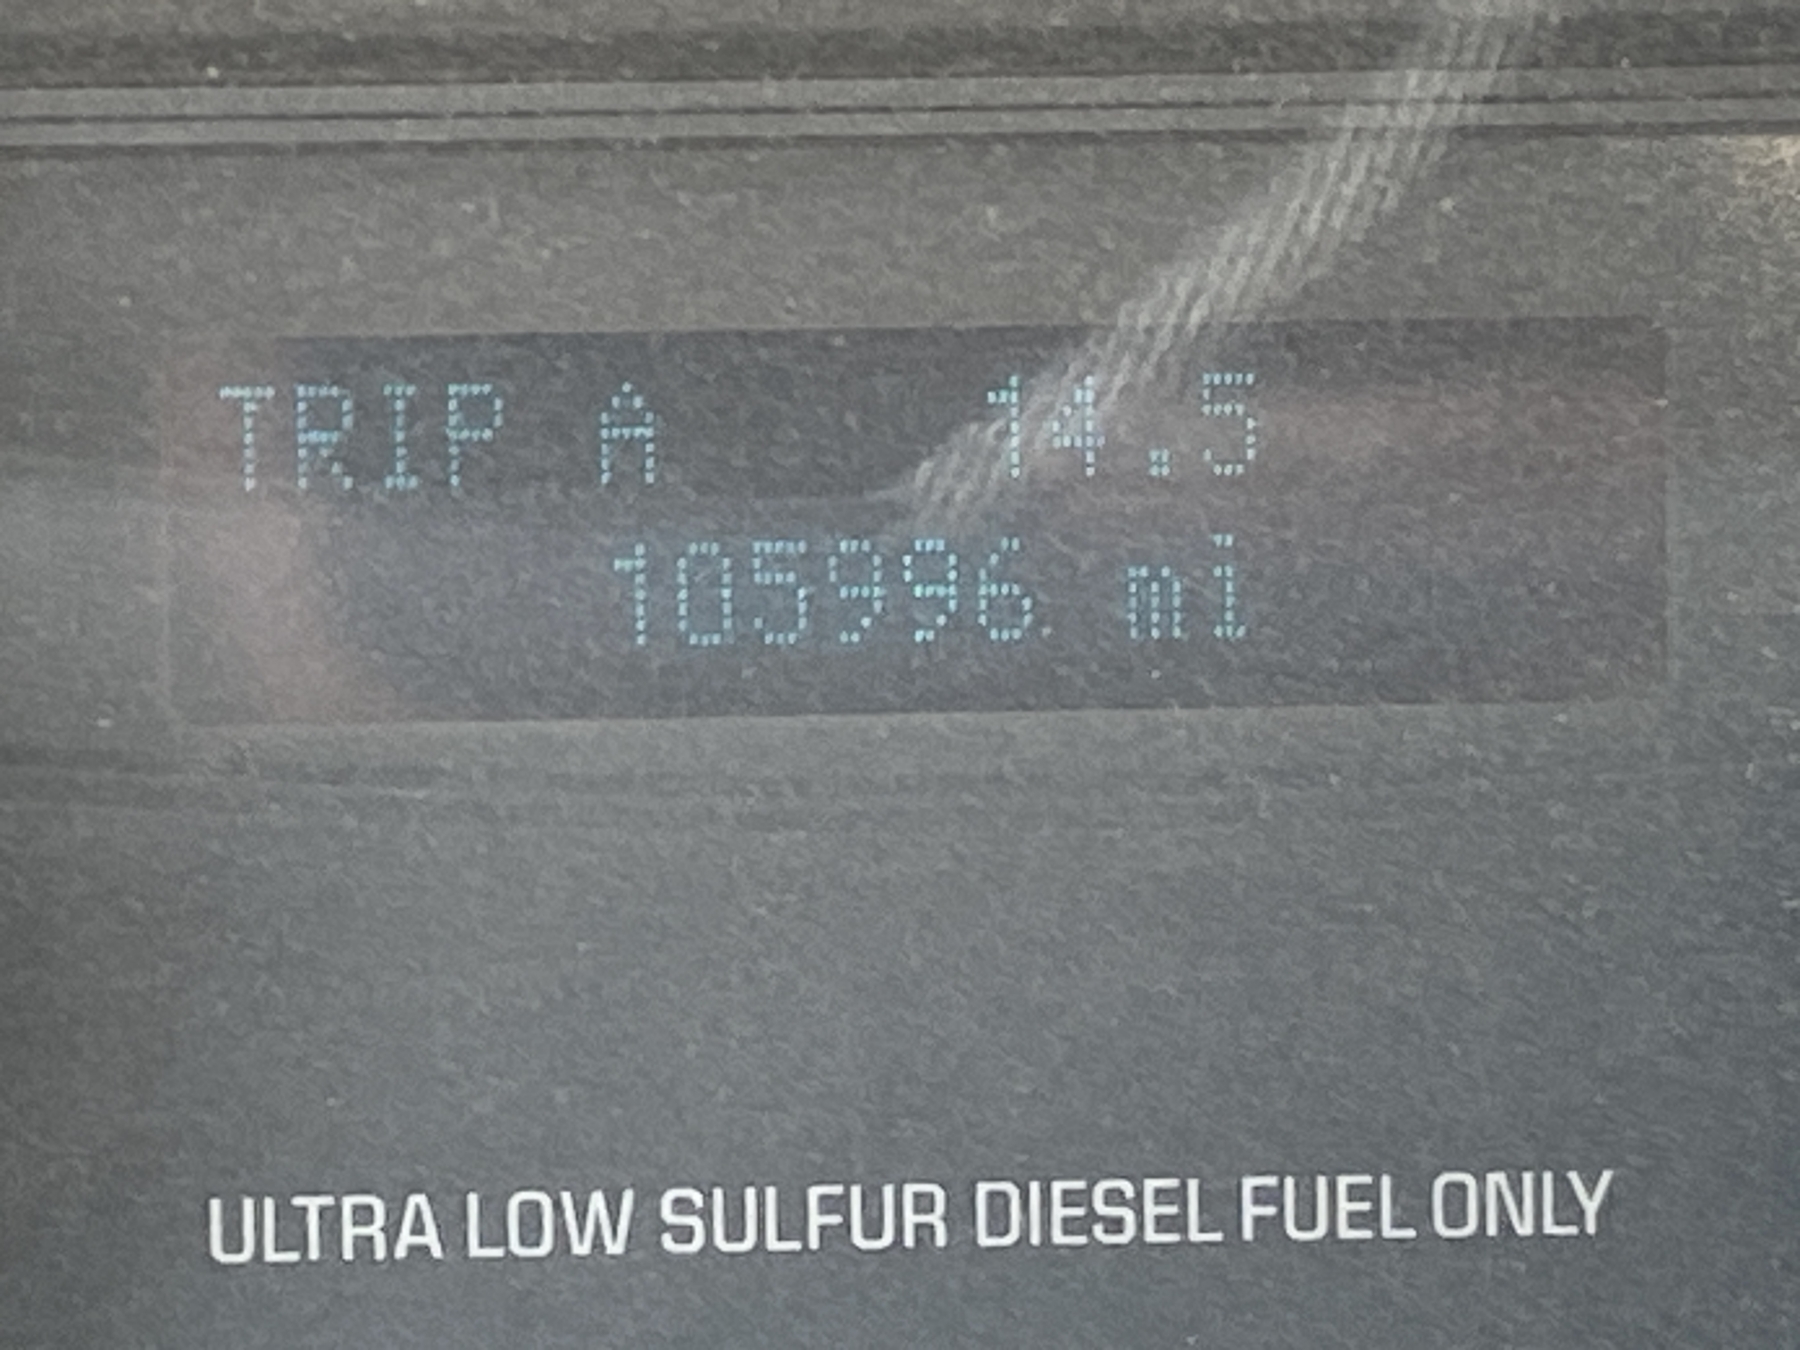 TRIP A 14.5
105996 mi
ULTRA LOW SULFUR DIESEL FUEL ONLY